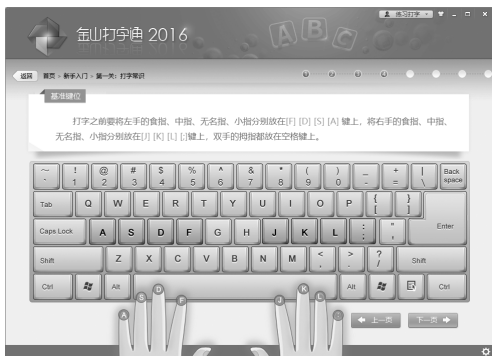 练习打字
金山打字通 2016
A B C
返回 首页 > 新手入门 > 第一关：打字常识
基准键位
打字之前要将左手的食指、中指、无名指、小指分别放在[F] [D] [S] [A] 键上，将右手的食指、中指、
无名指、小指分别放在[J] [K] [L] [;]键上，双手的拇指都放在空格键上。
~ ! @ # $ % ^ & * ( ) _ + | Back
` 1 2 3 4 5 6 7 8 9 0 - = \ space
Tab Q W E R T Y U I O P { [ } ]
Caps Lock A S D F G H J K L : ; " , Enter
Shift Z X C V B N M < , > . ? / Shift
Ctrl Alt Alt Ctrl
A S D F J K L
上一页 下一页